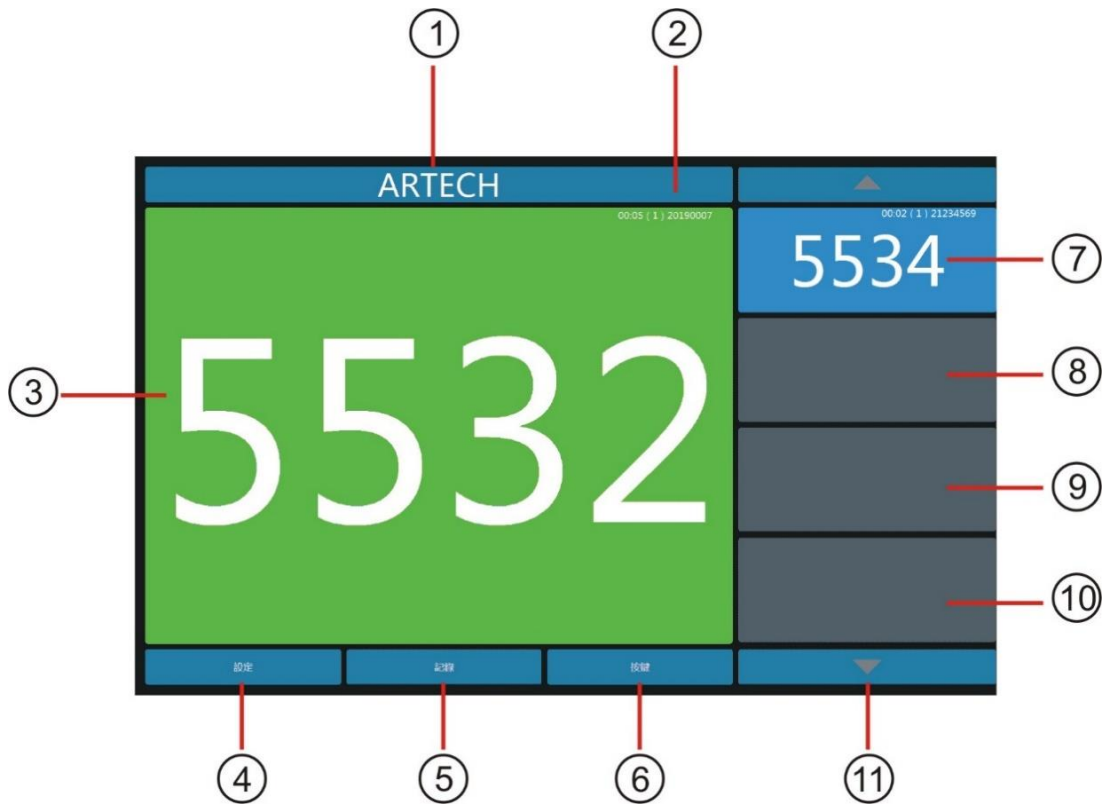 ① ②
ARTECH
00:05 ( 1 ) 20190007
00:02 ( 1 ) 21234569
5534
⑦
③
5532
⑧
⑨
⑩
設定
記錄
按鍵
④ ⑤ ⑥ ⑪